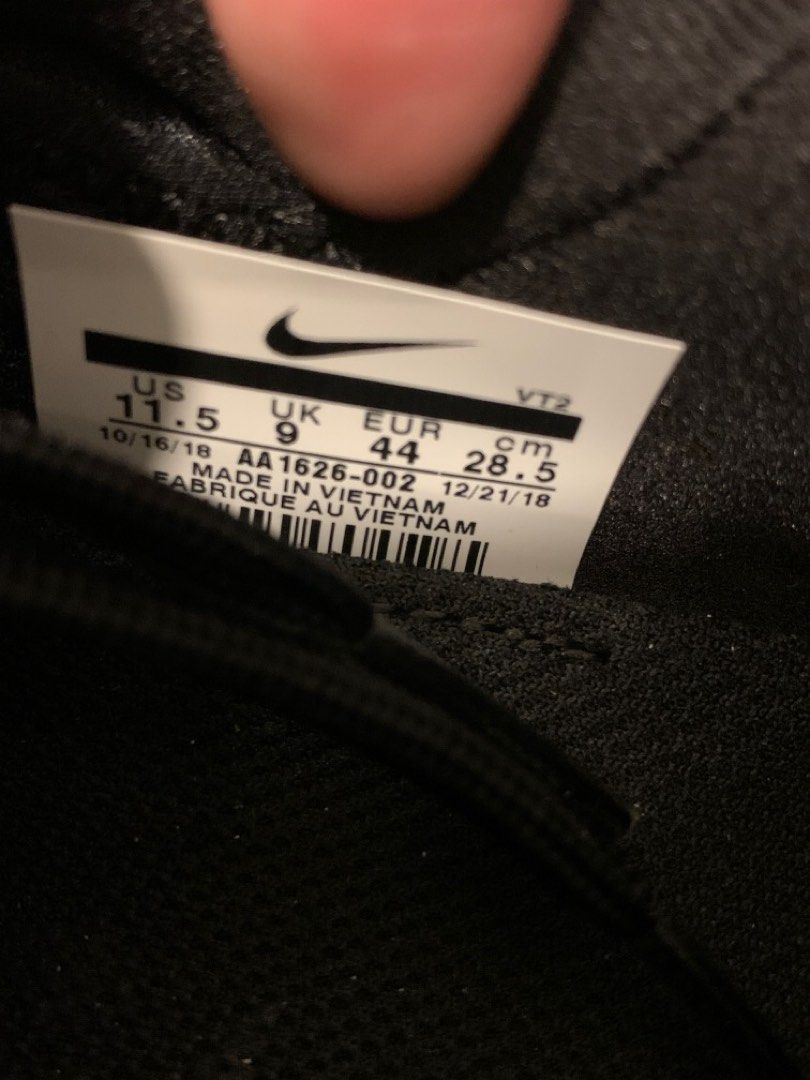 VT2
US UK EUR cm
11.5 9 44 28.5
10/16/18 AA1626-002 12/21/18
MADE IN VIETNAM
FABRIQUE AU VIETNAM